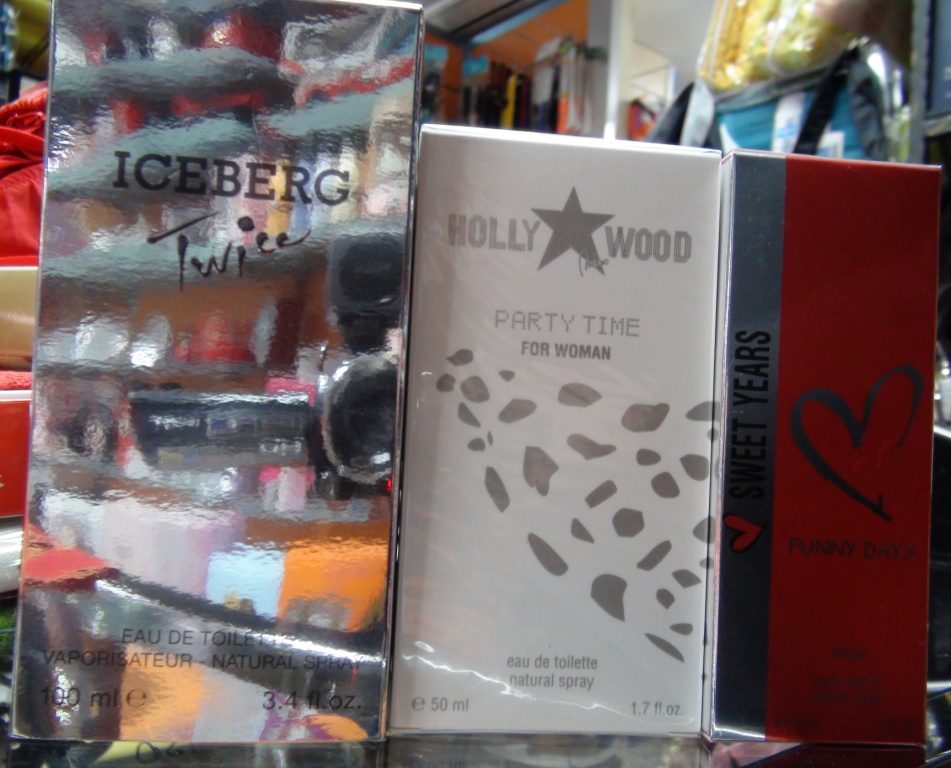 ICEBERG
Twice
EAU DE TOILETTE
VAPORISATEUR - NATURAL SPRAY
100 ml e
3.4 fl.oz.
HOLLY WOOD
PARTY TIME
FOR WOMAN
eau de toilette
natural spray
e 50 ml
1.7 fl.oz.
SWEET YEARS
FUNNY DAYS